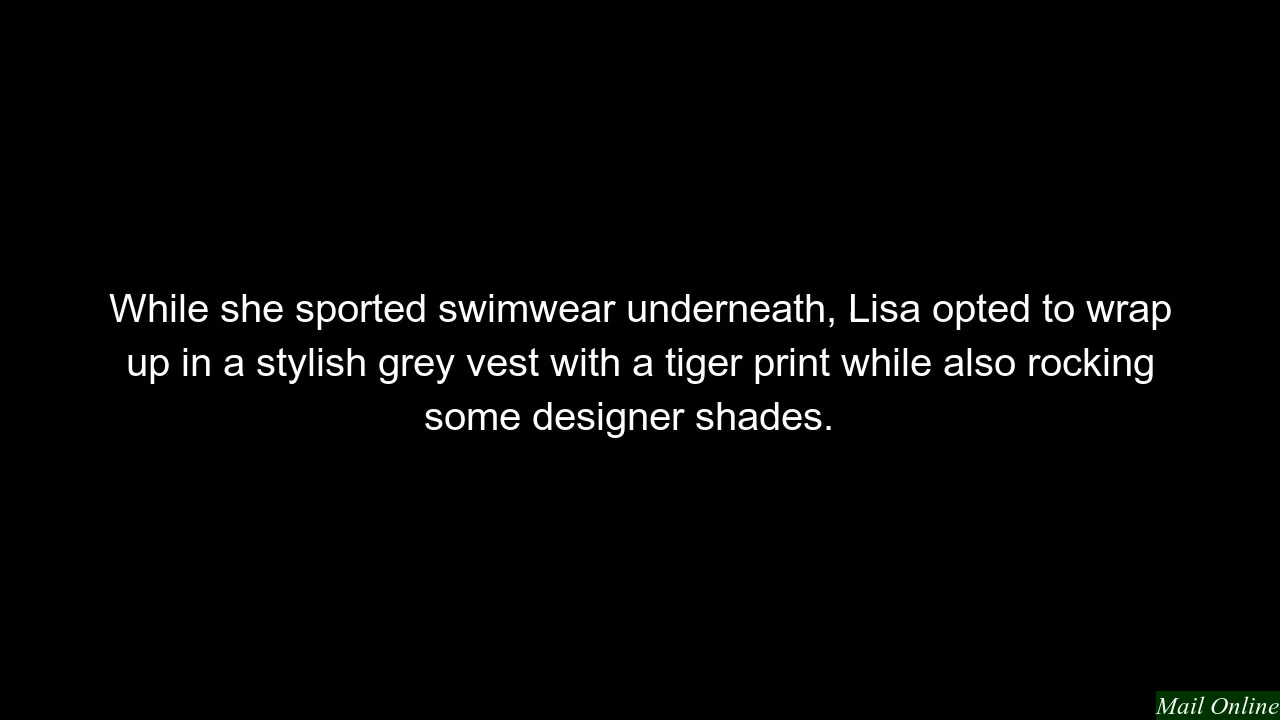 While she sported swimwear underneath, Lisa opted to wrap
up in a stylish grey vest with a tiger print while also rocking
some designer shades.
Mail Online